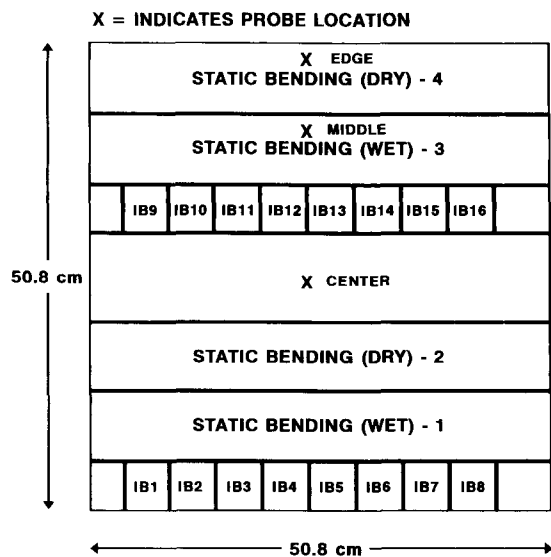 X = INDICATES PROBE LOCATION
X EDGE
STATIC BENDING (DRY) - 4
X MIDDLE
STATIC BENDING (WET) - 3
IB9 IB10 IB11 IB12 IB13 IB14 IB15 IB16
50.8 cm
X CENTER
STATIC BENDING (DRY) - 2
STATIC BENDING (WET) - 1
IB1 IB2 IB3 IB4 IB5 IB6 IB7 IB8
50.8 cm